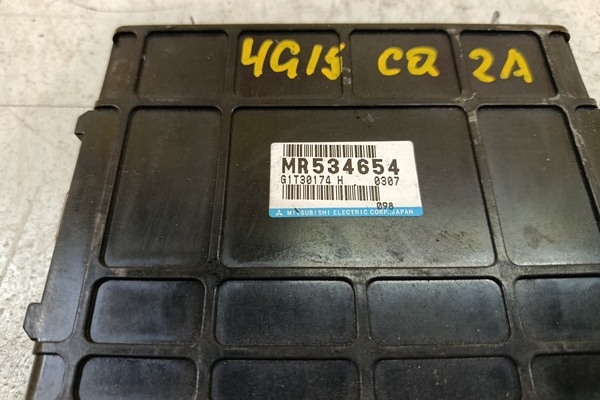 4G15 CQ 2A
MR534654
G1T30174 H 0307
098
MITSUBISHI ELECTRIC CORP.JAPAN